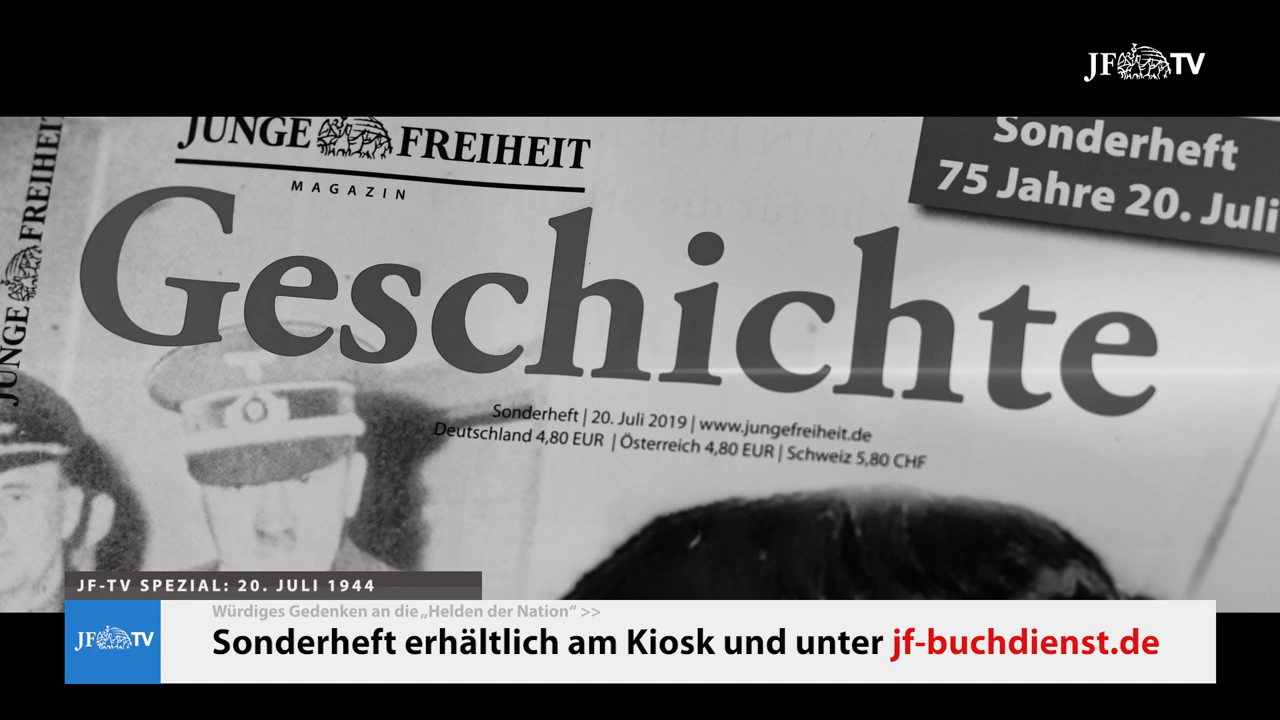 JF TV
JUNGE FREIHEIT
MAGAZIN
Sonderheft
75 Jahre 20. Juli
JUNGE FREIHEIT
Geschichte
Sonderheft | 20. Juli 2019 | www.jungefreiheit.de
Deutschland 4,80 EUR | Österreich 4,80 EUR | Schweiz 5,80 CHF
JF-TV SPEZIAL: 20. JULI 1944
Würdiges Gedenken an die „Helden der Nation“ >>
JF TV
Sonderheft erhältlich am Kiosk und unter jf-buchdienst.de